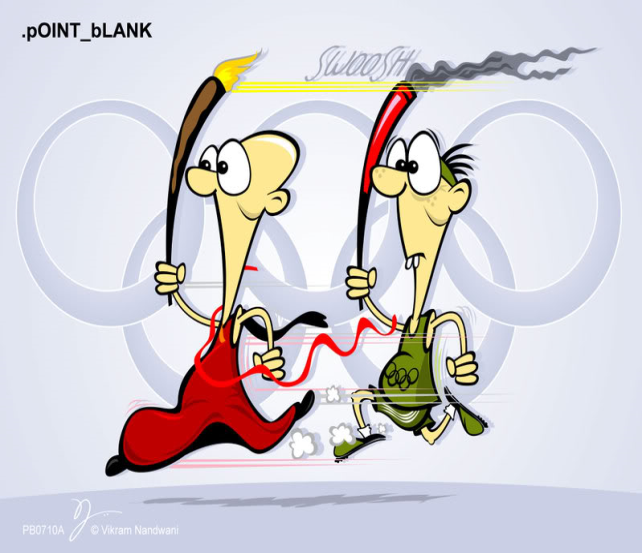 .pOINT_bLANK
SWOOSH
PB0710A © Vikram Nandwani